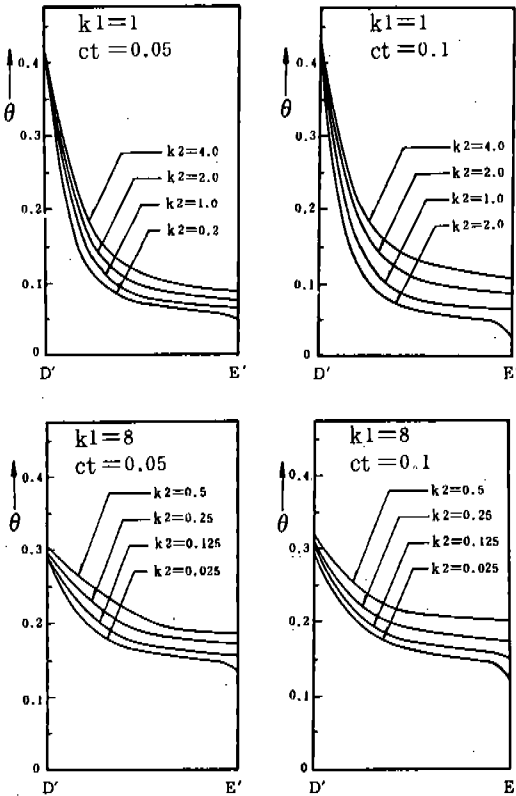 k1=1
ct=0.05
θ
0.4
0.3
0.2
0.1
0
k2=4.0
k2=2.0
k2=1.0
k2=0.2
D′
E′
k1=1
ct=0.1
θ
0.4
0.3
0.2
0.1
0
k2=4.0
k2=2.0
k2=1.0
k2=2.0
D′
E
k1=8
ct=0.05
θ
0.4
0.3
0.2
0.1
0
k2=0.5
k2=0.25
k2=0.125
k2=0.025
D′
E′
k1=8
ct=0.1
θ
0.4
0.3
0.2
0.1
0
k2=0.5
k2=0.25
k2=0.125
k2=0.025
D′
E